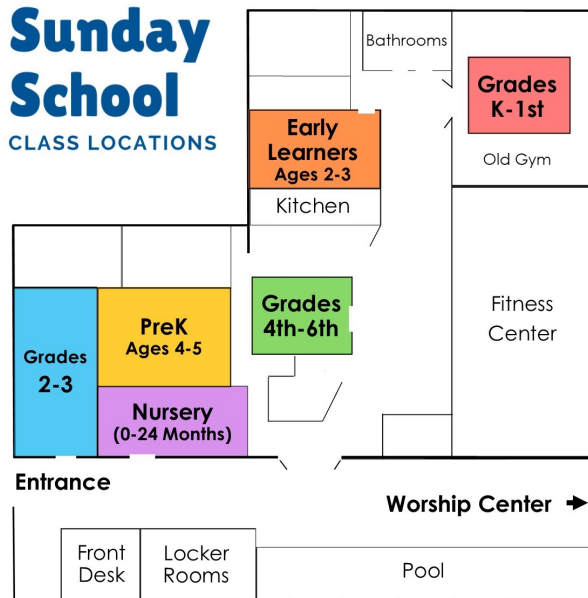 Sunday
School
CLASS LOCATIONS
Bathrooms
Grades
K-1st
Old Gym
Early
Learners
Ages 2-3
Kitchen
Grades
4th-6th
Fitness
Center
PreK
Ages 4-5
Grades
2-3
Nursery
(0-24 Months)
Entrance
Worship Center
Front
Desk
Locker
Rooms
Pool